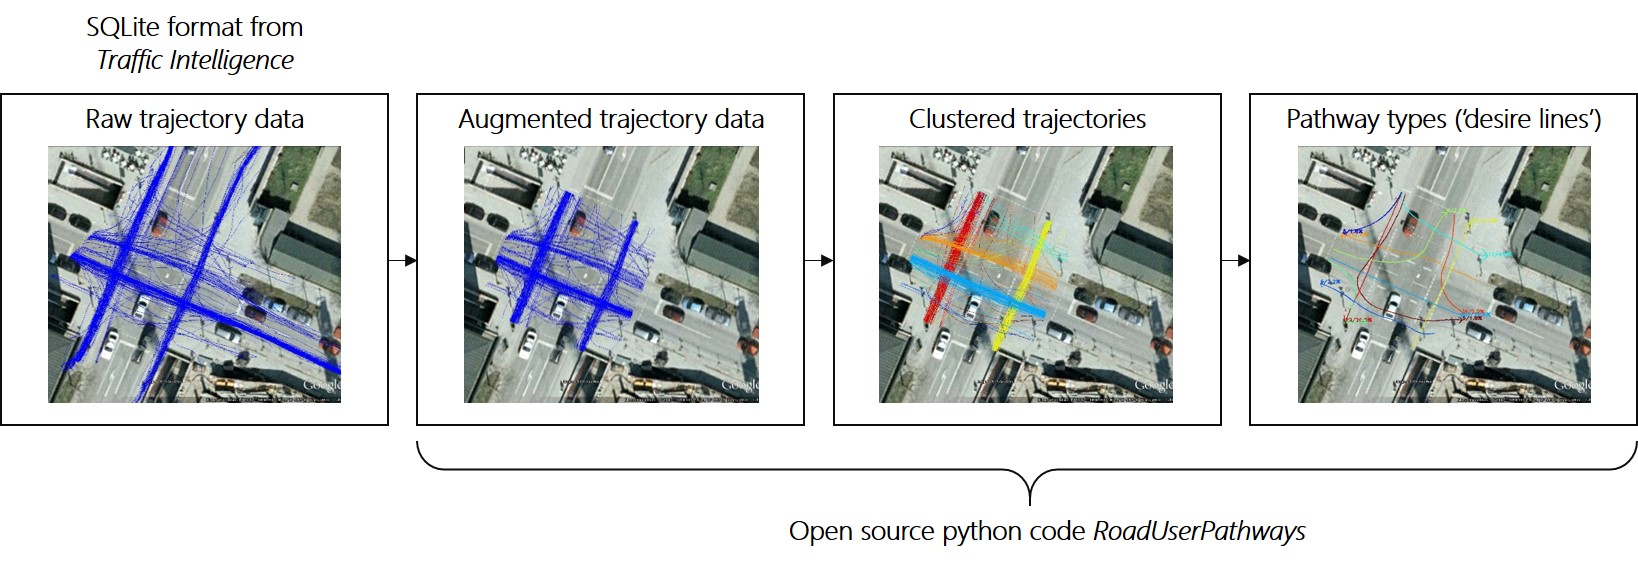 SQLite format from
Traffic Intelligence
Raw trajectory data
Augmented trajectory data
Clustered trajectories
Pathway types (‘desire lines’)
Google
Google
Google
Google
Open source python code RoadUserPathways